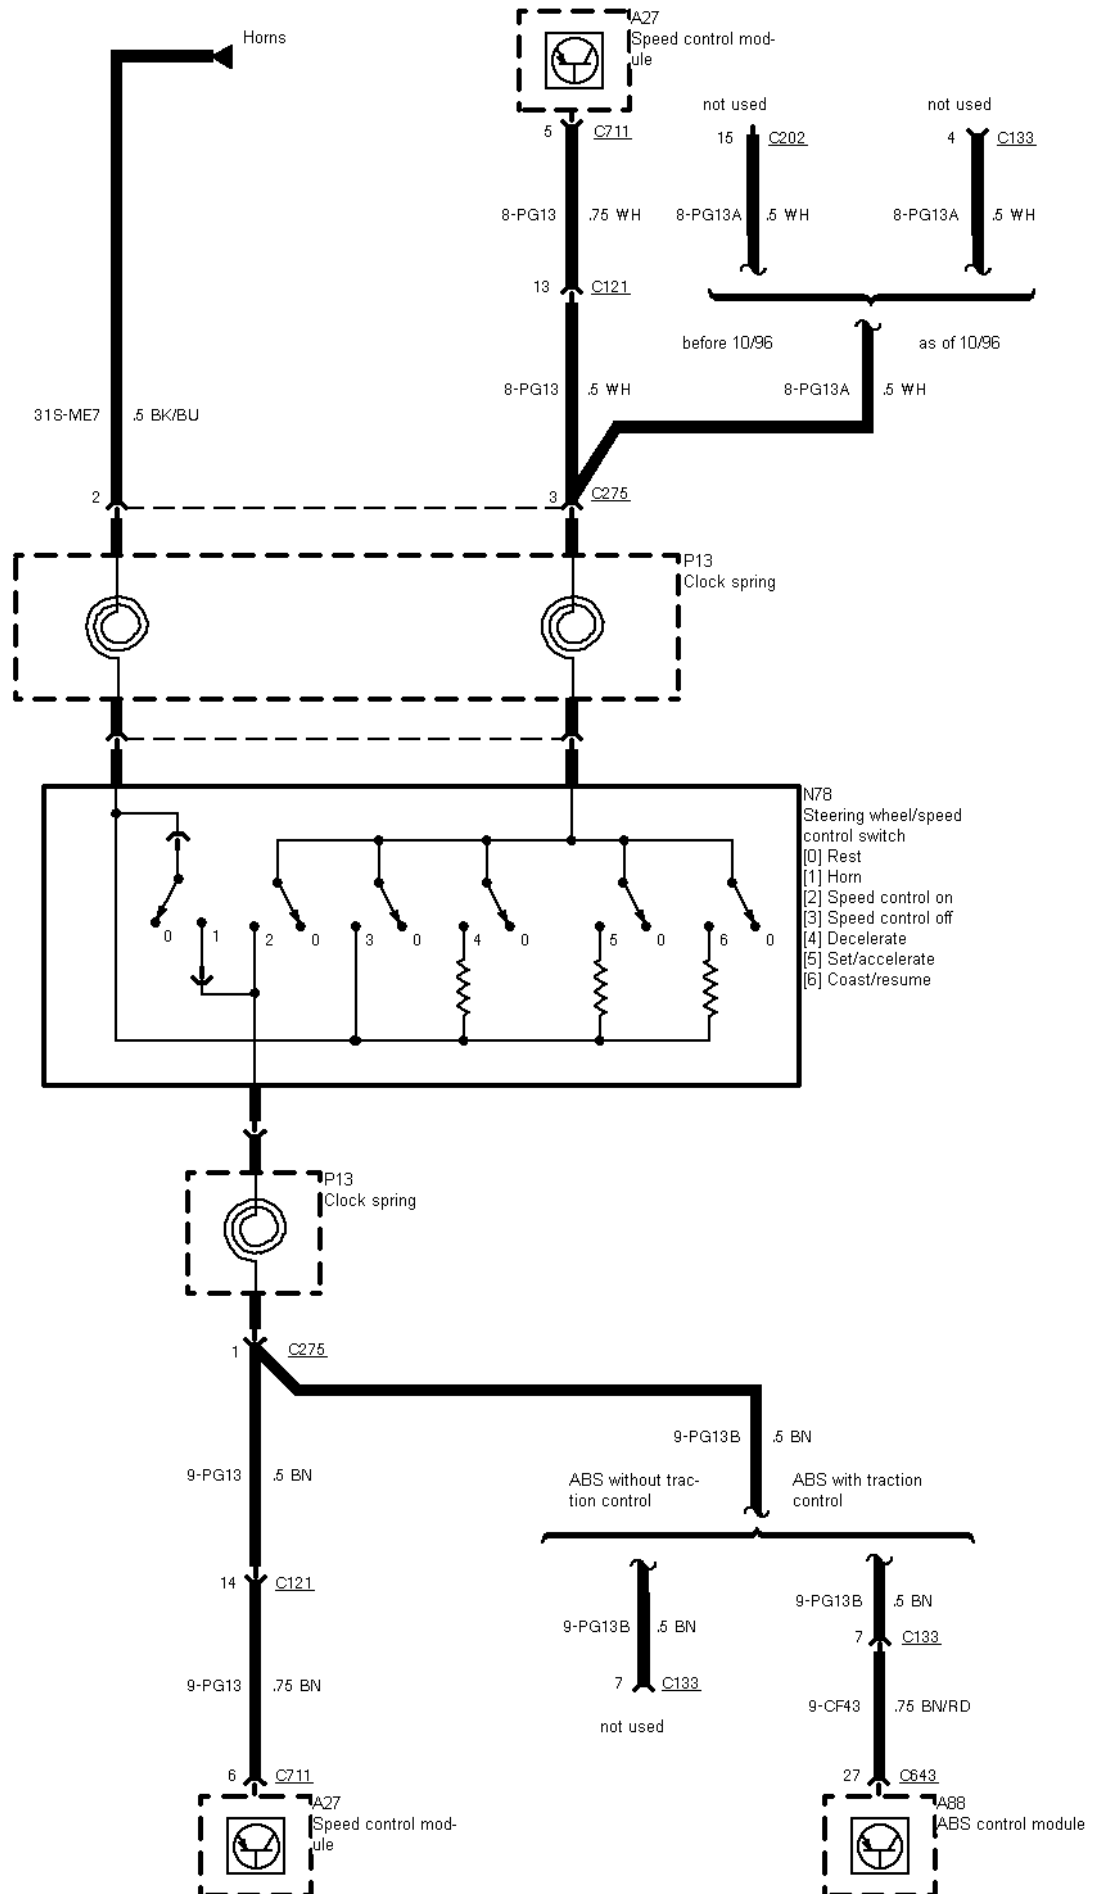 A27
Horns
Speed control mod-
ule
not used
not used
5 C711
15 C202
4 C133
8-PG13 .75 WH
8-PG13A .5 WH
8-PG13A .5 WH
13 C121
before 10/96
as of 10/96
8-PG13 .5 WH
8-PG13A .5 WH
31S-ME7 .5 BK/BU
2
3 C275
P13
Clock spring
N78
Steering wheel/speed
control switch
[0] Rest
[1] Horn
[2] Speed control on
[3] Speed control off
[4] Decelerate
[5] Set/accelerate
[6] Coast/resume
0 1 2 0 3 0 4 0 5 0 6 0
P13
Clock spring
1 C275
9-PG13B .5 BN
9-PG13 .5 BN
ABS without trac-
tion control
ABS with traction
control
14 C121
9-PG13B .5 BN
9-PG13B .5 BN
7 C133
7 C133
not used
9-PG13 .75 BN
9-CF43 .75 BN/RD
6 C711
27 C643
A27
Speed control mod-
ule
A88
ABS control module